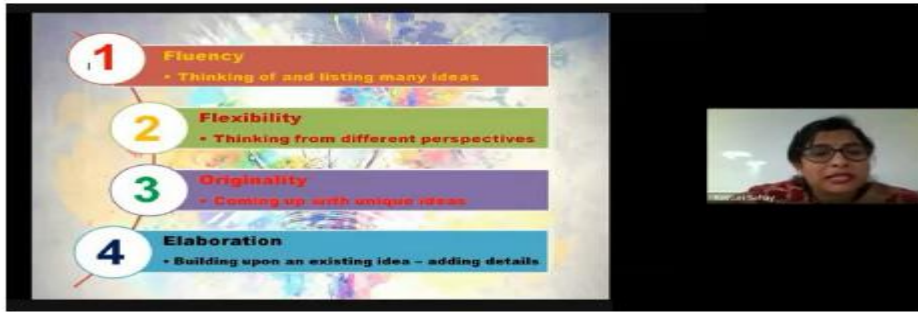 1
Fluency
• Thinking of and listing many ideas
2
Flexibility
• Thinking from different perspectives
3
Originality
• Coming up with unique ideas
4
Elaboration
• Building upon an existing idea – adding details